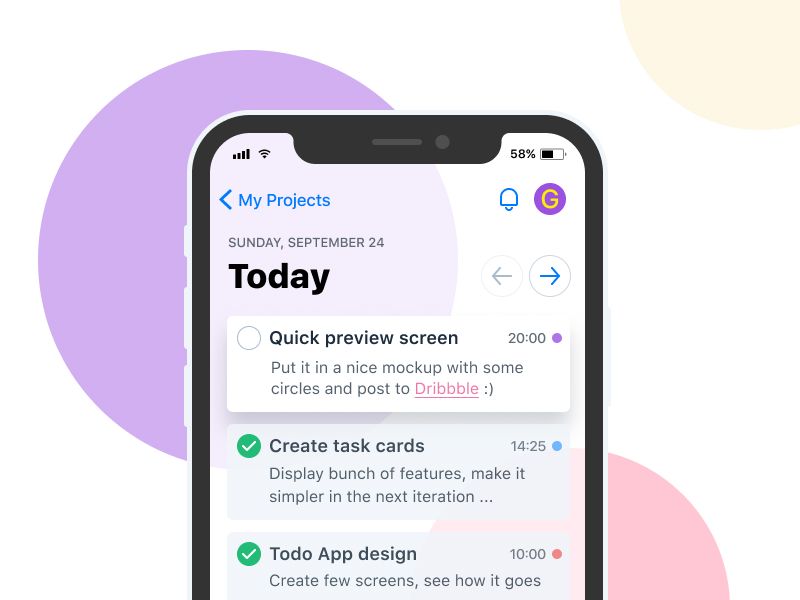 58%
My Projects
G
SUNDAY, SEPTEMBER 24
Today
Quick preview screen 20:00
Put it in a nice mockup with some
circles and post to Dribbble :)
Create task cards 14:25
Display bunch of features, make it
simpler in the next iteration ...
Todo App design 10:00
Create few screens, see how it goes